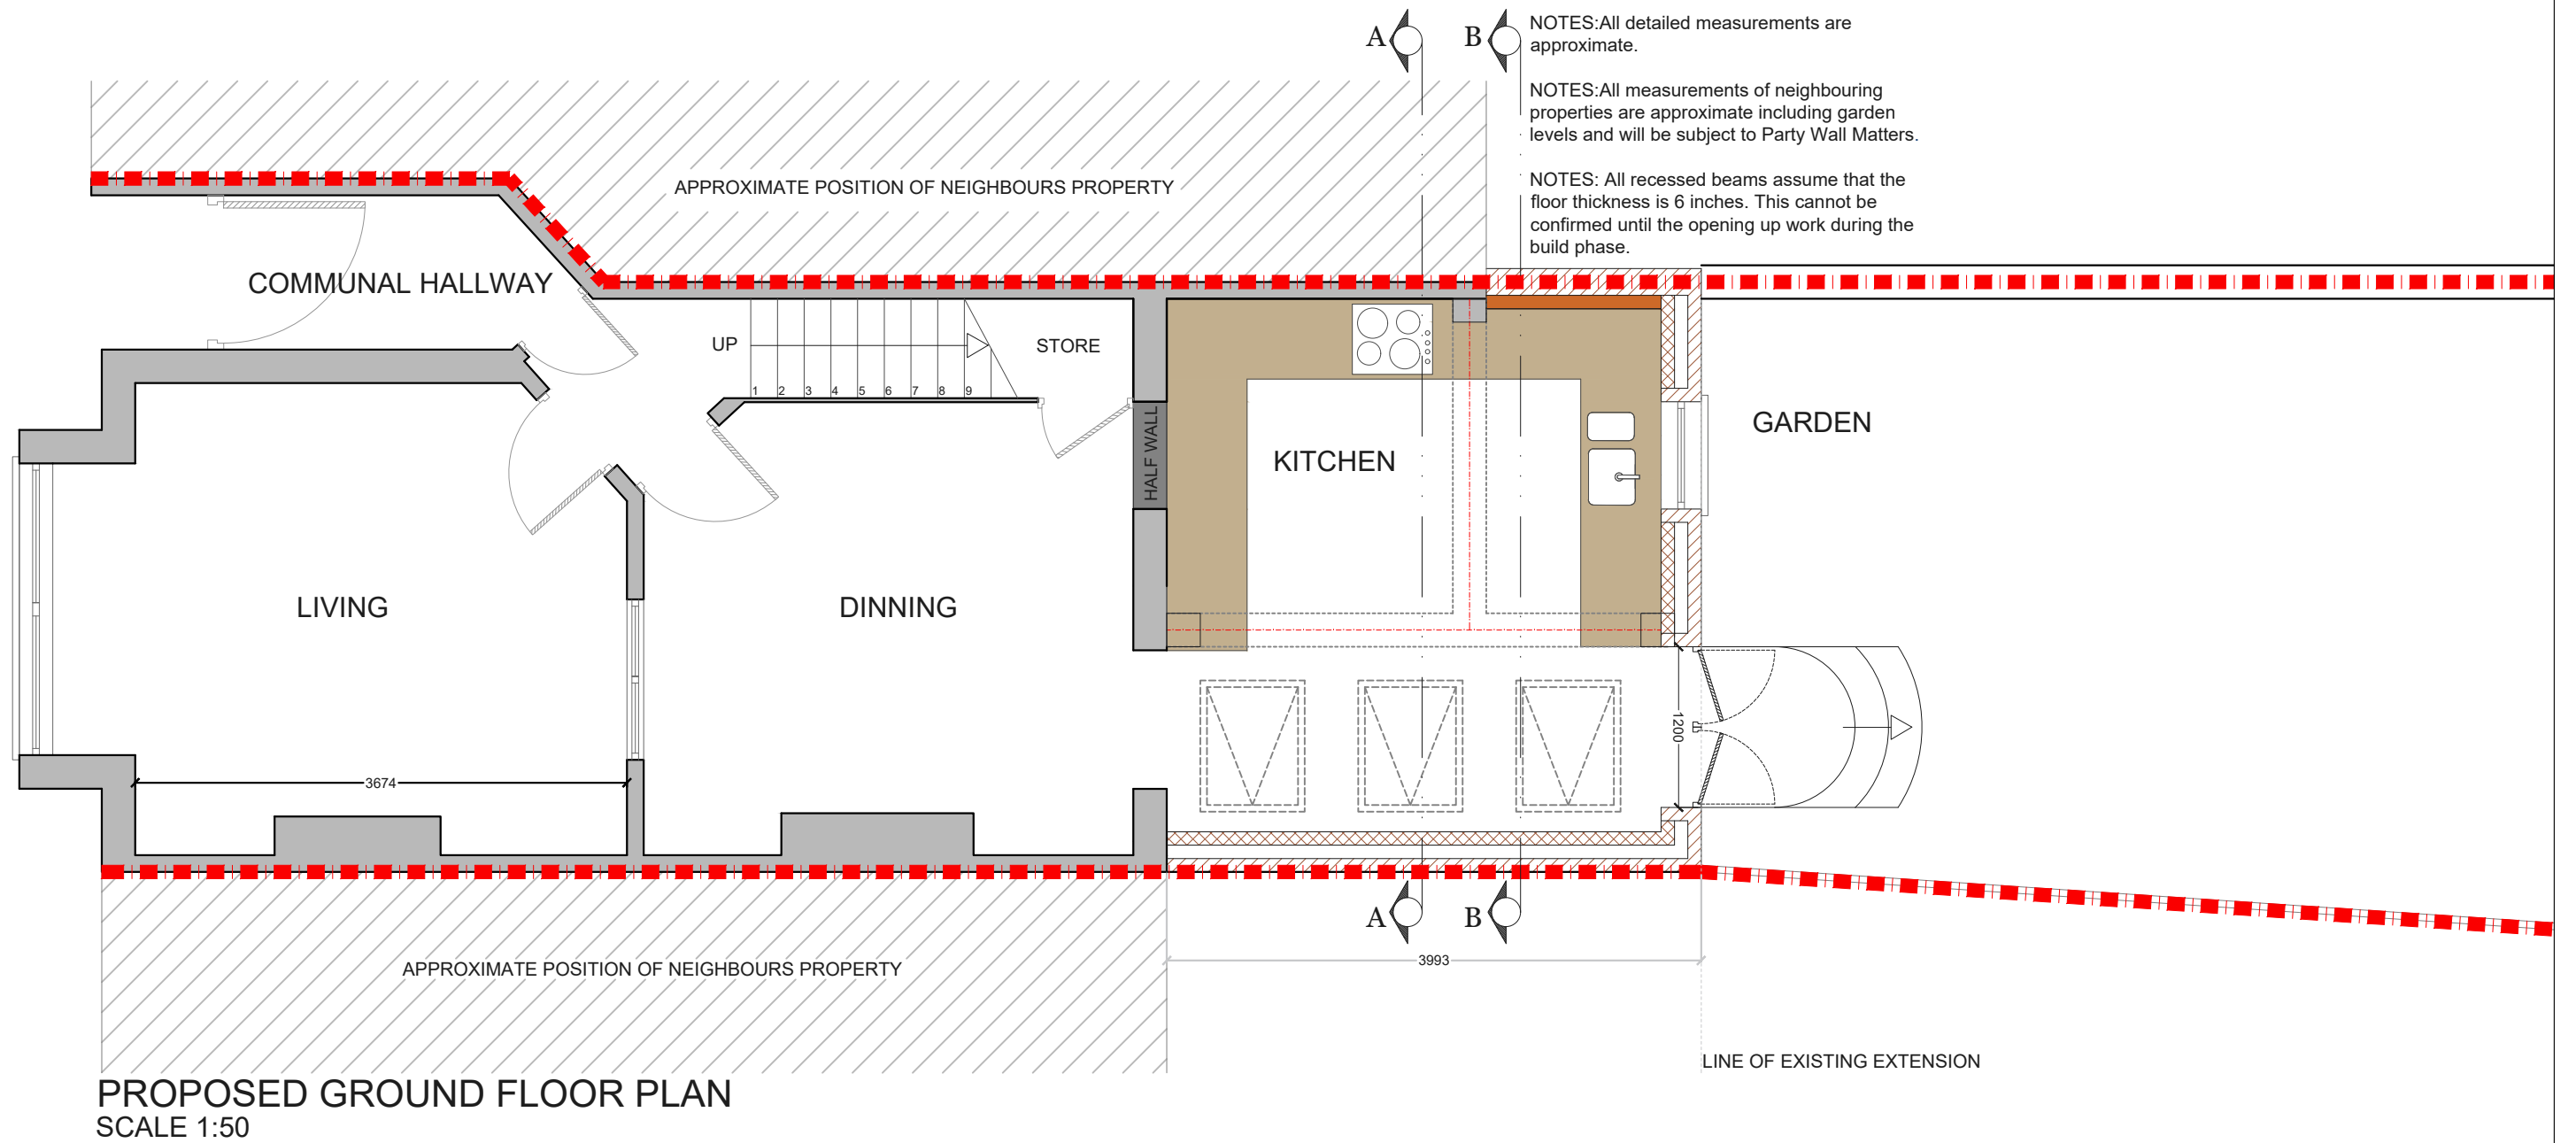 A
B
NOTES:All detailed measurements are
approximate.
NOTES:All measurements of neighbouring
properties are approximate including garden
levels and will be subject to Party Wall Matters.
NOTES: All recessed beams assume that the
floor thickness is 6 inches. This cannot be
confirmed until the opening up work during the
build phase.
APPROXIMATE POSITION OF NEIGHBOURS PROPERTY
COMMUNAL HALLWAY
UP
1 2 3 4 5 6 7 8 9
STORE
HALF WALL
KITCHEN
GARDEN
LIVING
DINNING
1200
3674
A
B
3993
APPROXIMATE POSITION OF NEIGHBOURS PROPERTY
LINE OF EXISTING EXTENSION
PROPOSED GROUND FLOOR PLAN
SCALE 1:50